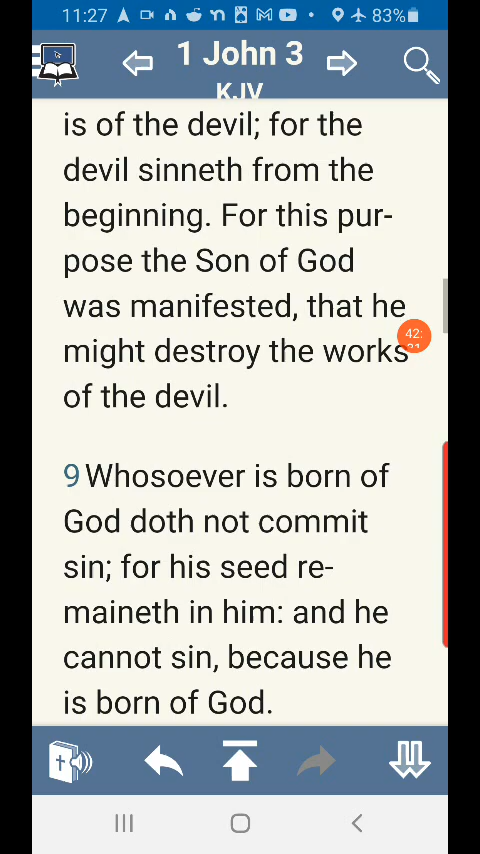 11:27 83%
1 John 3
KJV
is of the devil; for the
devil sinneth from the
beginning. For this pur-
pose the Son of God
was manifested, that he
might destroy the works
42:
of the devil.
9 Whosoever is born of
God doth not commit
sin; for his seed re-
maineth in him: and he
cannot sin, because he
is born of God.